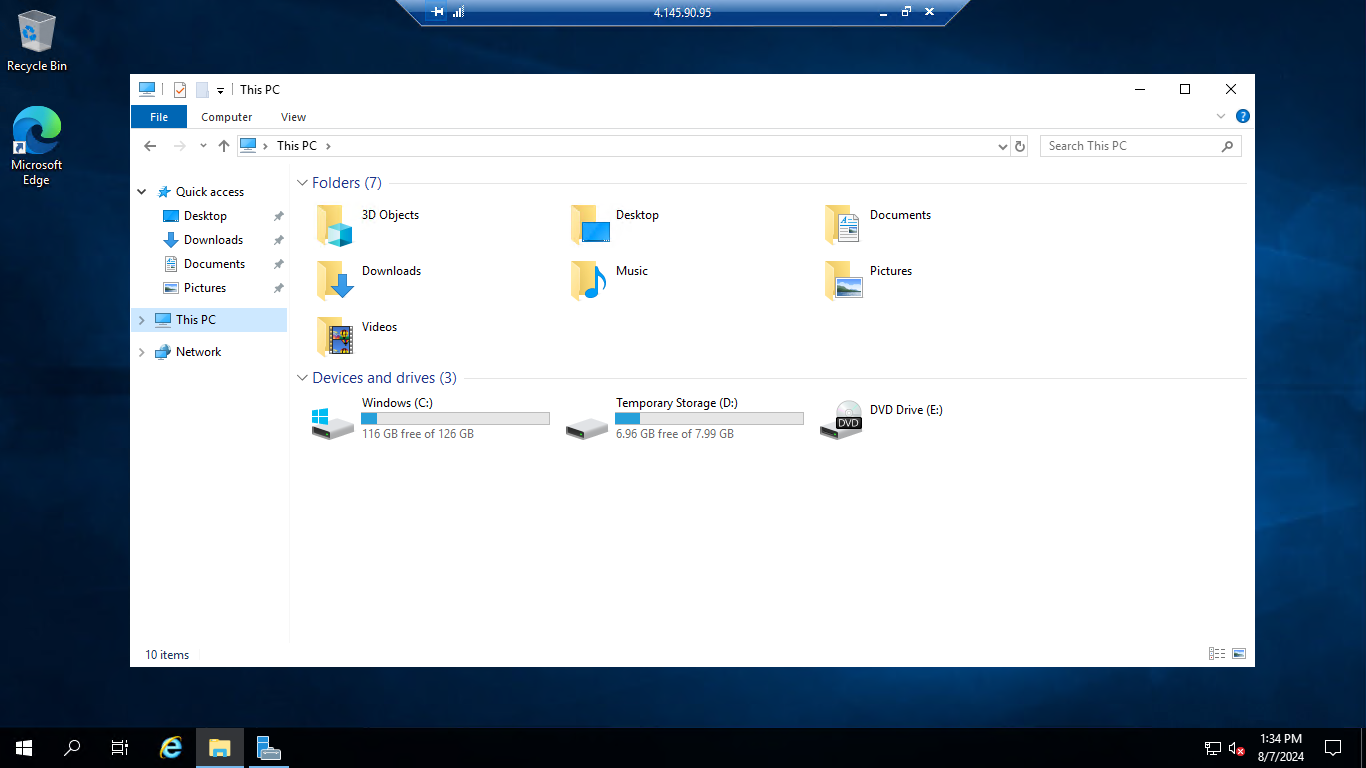 4.145.90.95
Recycle Bin
Microsoft
Edge
This PC
File
Computer
View
?
This PC
Search This PC
Quick access
Desktop
Downloads
Documents
Pictures
This PC
Network
Folders (7)
3D Objects
Desktop
Documents
Downloads
Music
Pictures
Videos
Devices and drives (3)
Windows (C:)
116 GB free of 126 GB
Temporary Storage (D:)
6.96 GB free of 7.99 GB
DVD Drive (E:)
DVD
10 items
1:34 PM
8/7/2024